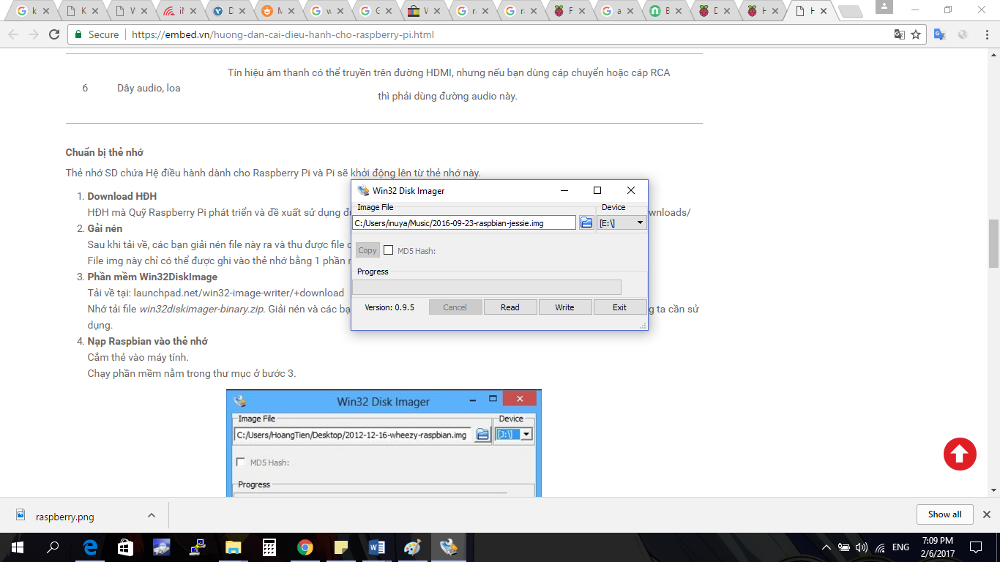 k
K
W
iM
D
M
w
G
W
r
r
F
a
B
D
H
H
Secure
https://embed.vn/huong-dan-cai-dieu-hanh-cho-raspberry-pi.html
Tín hiệu âm thanh có thể truyền trên đường HDMI, nhưng nếu bạn dùng cáp chuyển hoặc cáp RCA
6 Dây audio, loa
thì phải dùng đường audio này.
Chuẩn bị thẻ nhớ
Thẻ nhớ SD chứa Hệ điều hành dành cho Raspberry Pi và Pi sẽ khởi động lên từ thẻ nhớ này.
1. Download HĐH
HĐH mà Quỹ Raspberry Pi phát triển và đề xuất sử dụng wnloads/
2. Gải nén
Sau khi tải về, các bạn giải nén file này ra và thu được file
File img này chỉ có thể được ghi vào thẻ nhớ bằng 1 phần
3. Phần mềm Win32DiskImage
Tải về tại: launchpad.net/win32-image-writer/+download
Nhớ tải file win32diskimager-binary.zip. Giải nén và các g ta cần sử
dụng.
4. Nạp Raspbian vào thẻ nhớ
Cắm thẻ vào máy tính.
Chạy phần mềm nằm trong thư mục ở bước 3.
Win32 Disk Imager
Image File Device
C:/Users/inuya/Music/2016-09-23-raspbian-jessie.img [E:\]
Copy MD5 Hash:
Progress
Version: 0.9.5 Cancel Read Write Exit
Win32 Disk Imager
Image File Device
C:/Users/HoangTien/Desktop/2012-12-16-wheezy-raspbian.img [J:\]
MD5 Hash:
Progress
raspberry.png
Show all
ENG
7:09 PM
2/6/2017